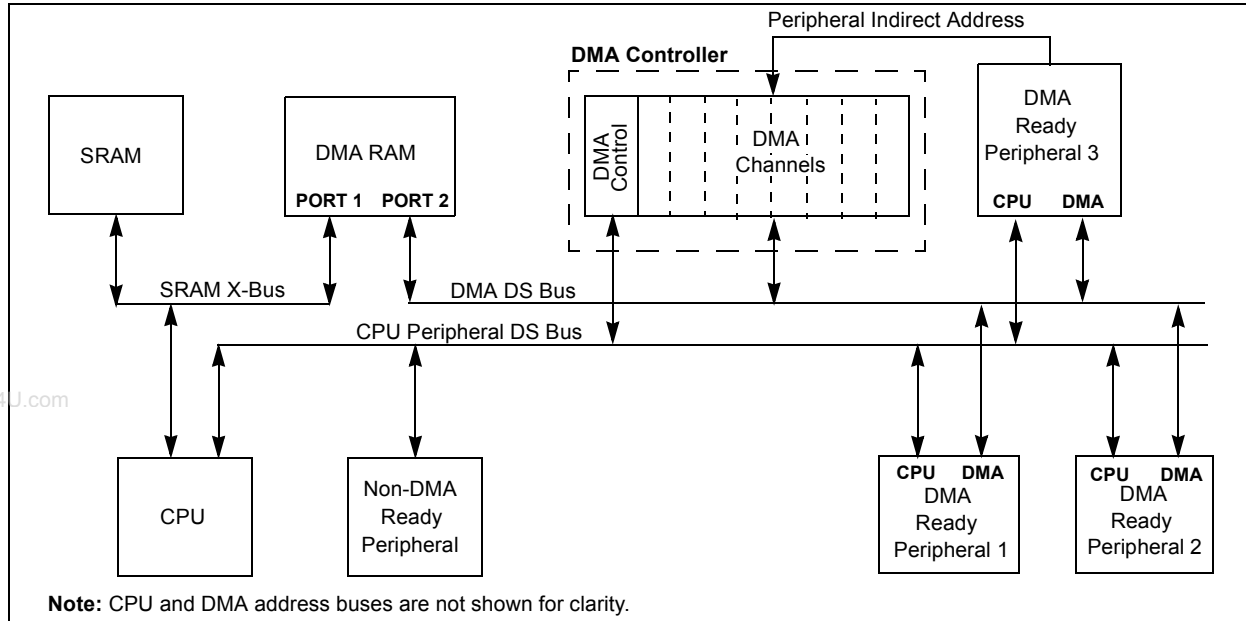 Peripheral Indirect Address
DMA Controller
SRAM
DMA RAM
PORT 1 PORT 2
DMA
Control
DMA
Channels
DMA
Ready
Peripheral 3
CPU DMA
SRAM X-Bus
DMA DS Bus
CPU Peripheral DS Bus
4U.com
CPU
Non-DMA
Ready
Peripheral
CPU DMA
DMA
Ready
Peripheral 1
CPU DMA
DMA
Ready
Peripheral 2
Note: CPU and DMA address buses are not shown for clarity.